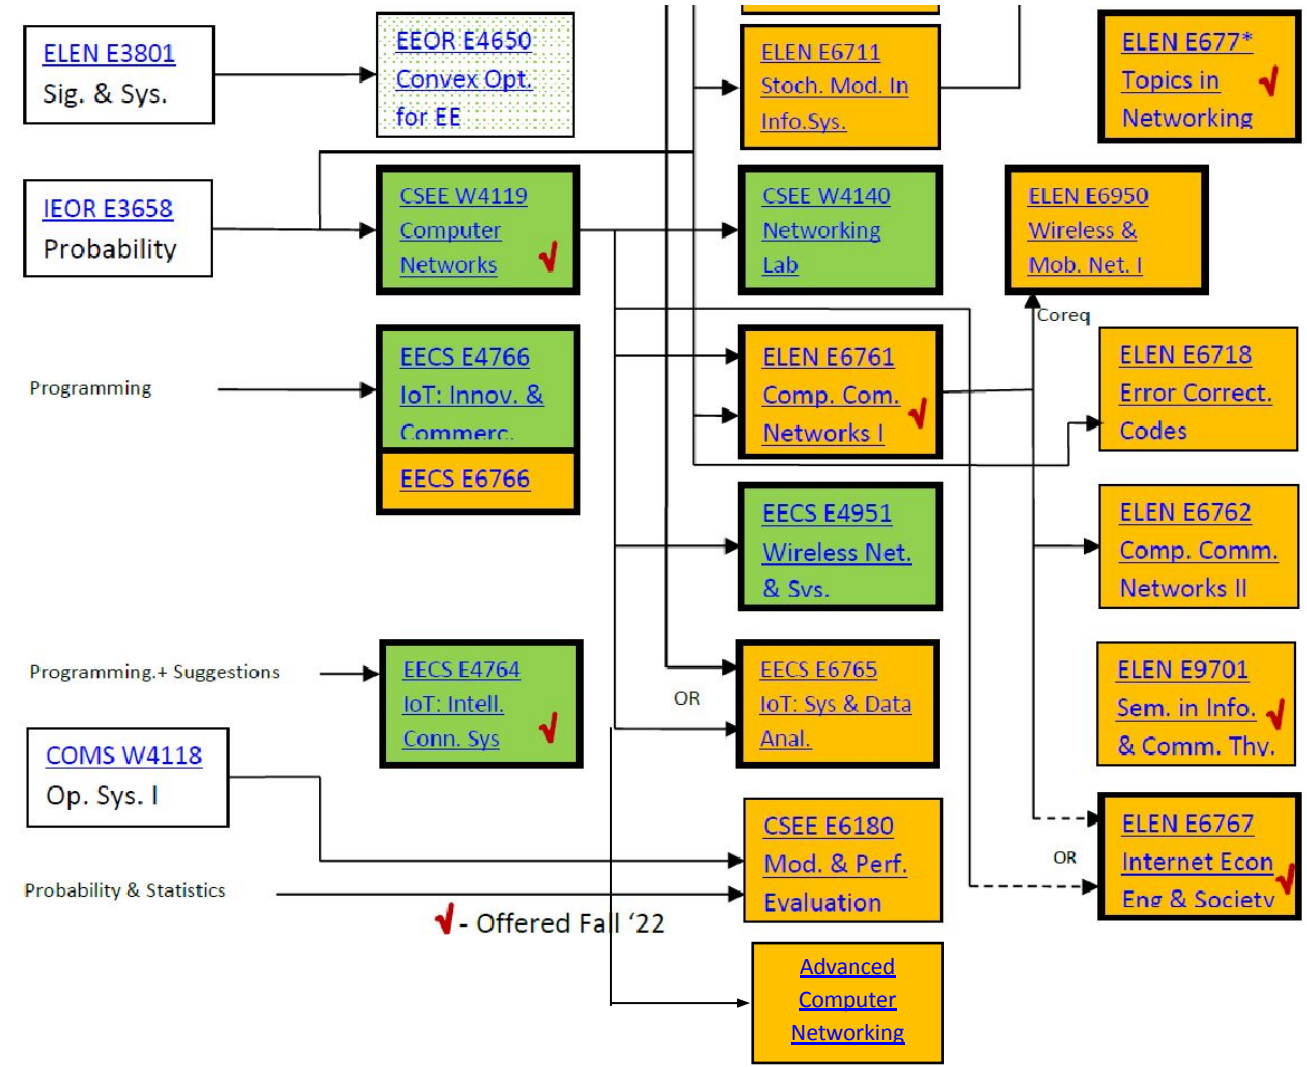 ELEN E3801
Sig. & Sys.
EEOR E4650
Convex Opt.
for EE
ELEN E6711
Stoch. Mod. In
Info.Sys.
ELEN E677*
Topics in
Networking
IEOR E3658
Probability
CSEE W4119
Computer
Networks
CSEE W4140
Networking
Lab
ELEN E6950
Wireless &
Mob. Net. I
Coreq
Programming
EECS E4766
IoT: Innov. &
Commerc.
EECS E6766
ELEN E6761
Comp. Com.
Networks I
ELEN E6718
Error Correct.
Codes
EECS E4951
Wireless Net.
& Sys.
ELEN E6762
Comp. Comm.
Networks II
Programming.+ Suggestions
EECS E4764
IoT: Intell.
Conn. Sys
OR
EECS E6765
IoT: Sys & Data
Anal.
ELEN E9701
Sem. in Info.
& Comm. Thy.
COMS W4118
Op. Sys. I
CSEE E6180
Mod. & Perf.
Evaluation
OR
ELEN E6767
Internet Econ
Eng & Society
Probability & Statistics
√- Offered Fall ‘22
Advanced
Computer
Networking